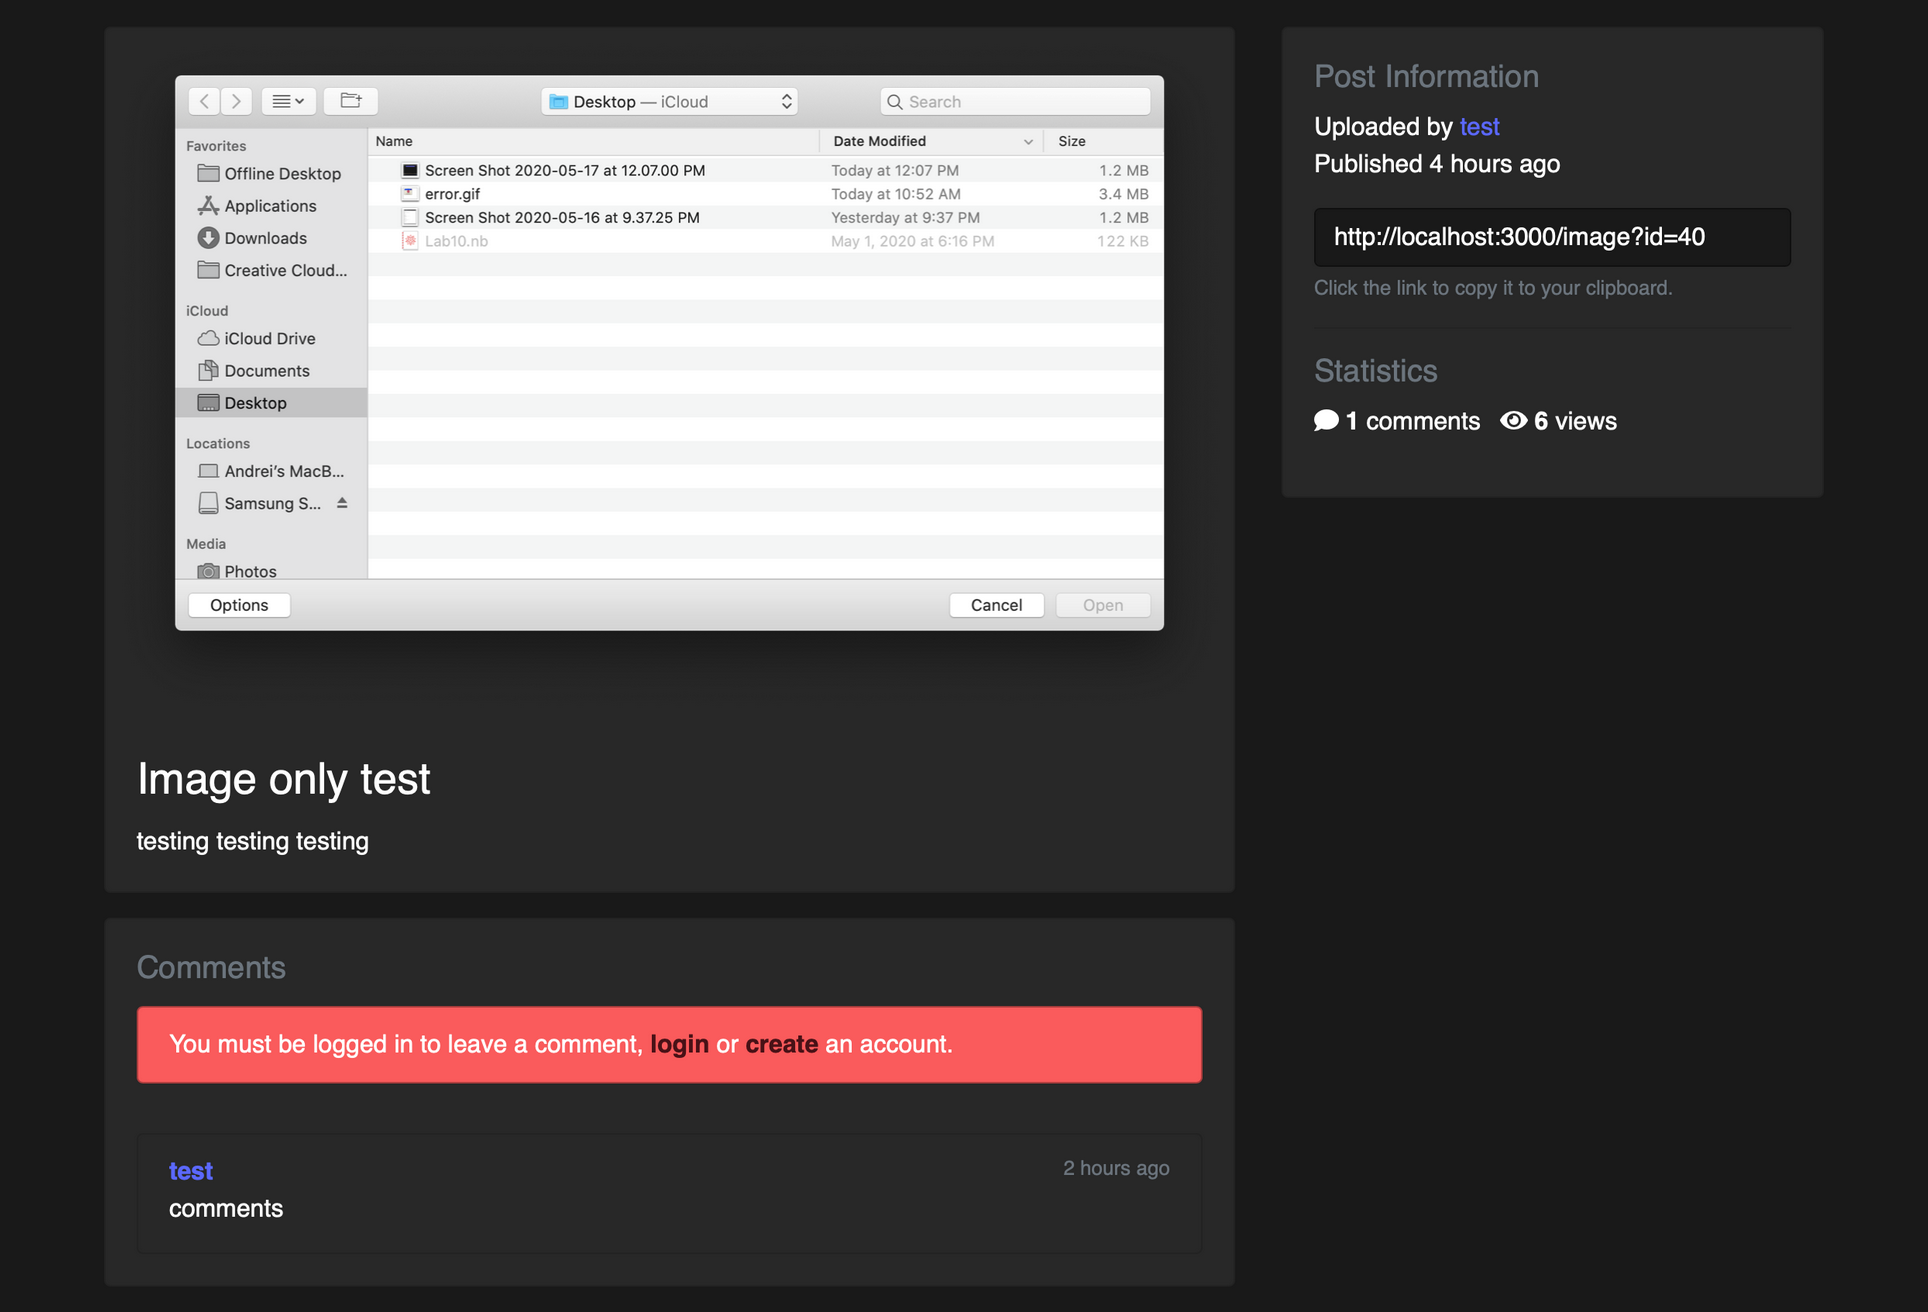 Desktop — iCloud
Search
Favorites
Offline Desktop
Applications
Downloads
Creative Cloud...
iCloud
iCloud Drive
Documents
Desktop
Locations
Andrei's MacB...
Samsung S...
Media
Photos
Name Date Modified Size
Screen Shot 2020-05-17 at 12.07.00 PM Today at 12:07 PM 1.2 MB
error.gif Today at 10:52 AM 3.4 MB
Screen Shot 2020-05-16 at 9.37.25 PM Yesterday at 9:37 PM 1.2 MB
Lab10.nb May 1, 2020 at 6:16 PM 122 KB
Options Cancel Open
Image only test
testing testing testing
Comments
You must be logged in to leave a comment, login or create an account.
test 2 hours ago
comments
Post Information
Uploaded by test
Published 4 hours ago
http://localhost:3000/image?id=40
Click the link to copy it to your clipboard.
Statistics
1 comments 6 views